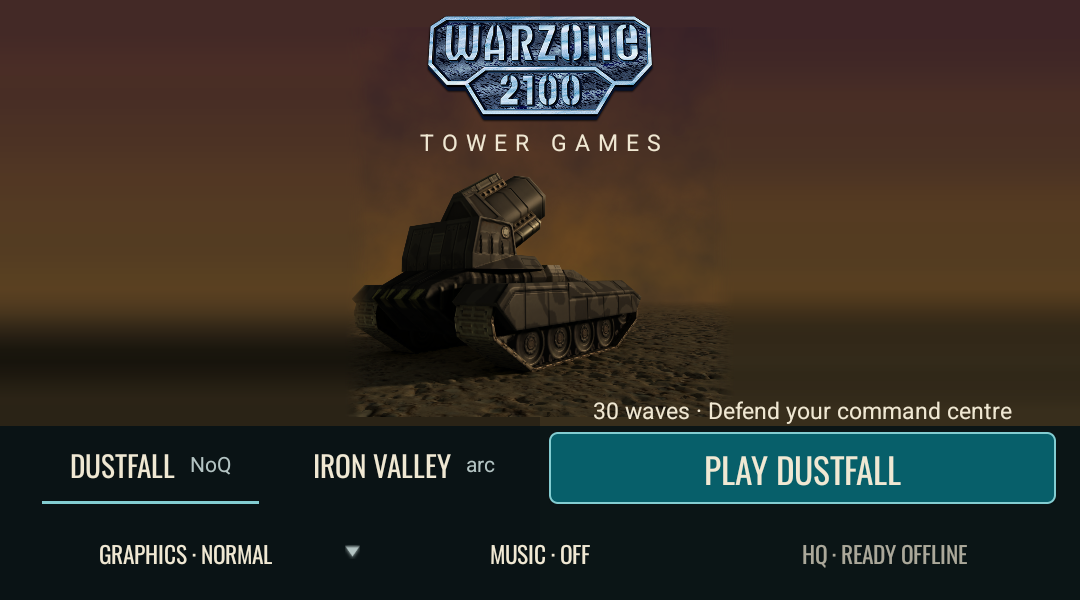 WARZONE
2100
TOWER GAMES
30 waves · Defend your command centre
DUSTFALL NoQ
IRON VALLEY arc
PLAY DUSTFALL
GRAPHICS · NORMAL
MUSIC · OFF
HQ · READY OFFLINE